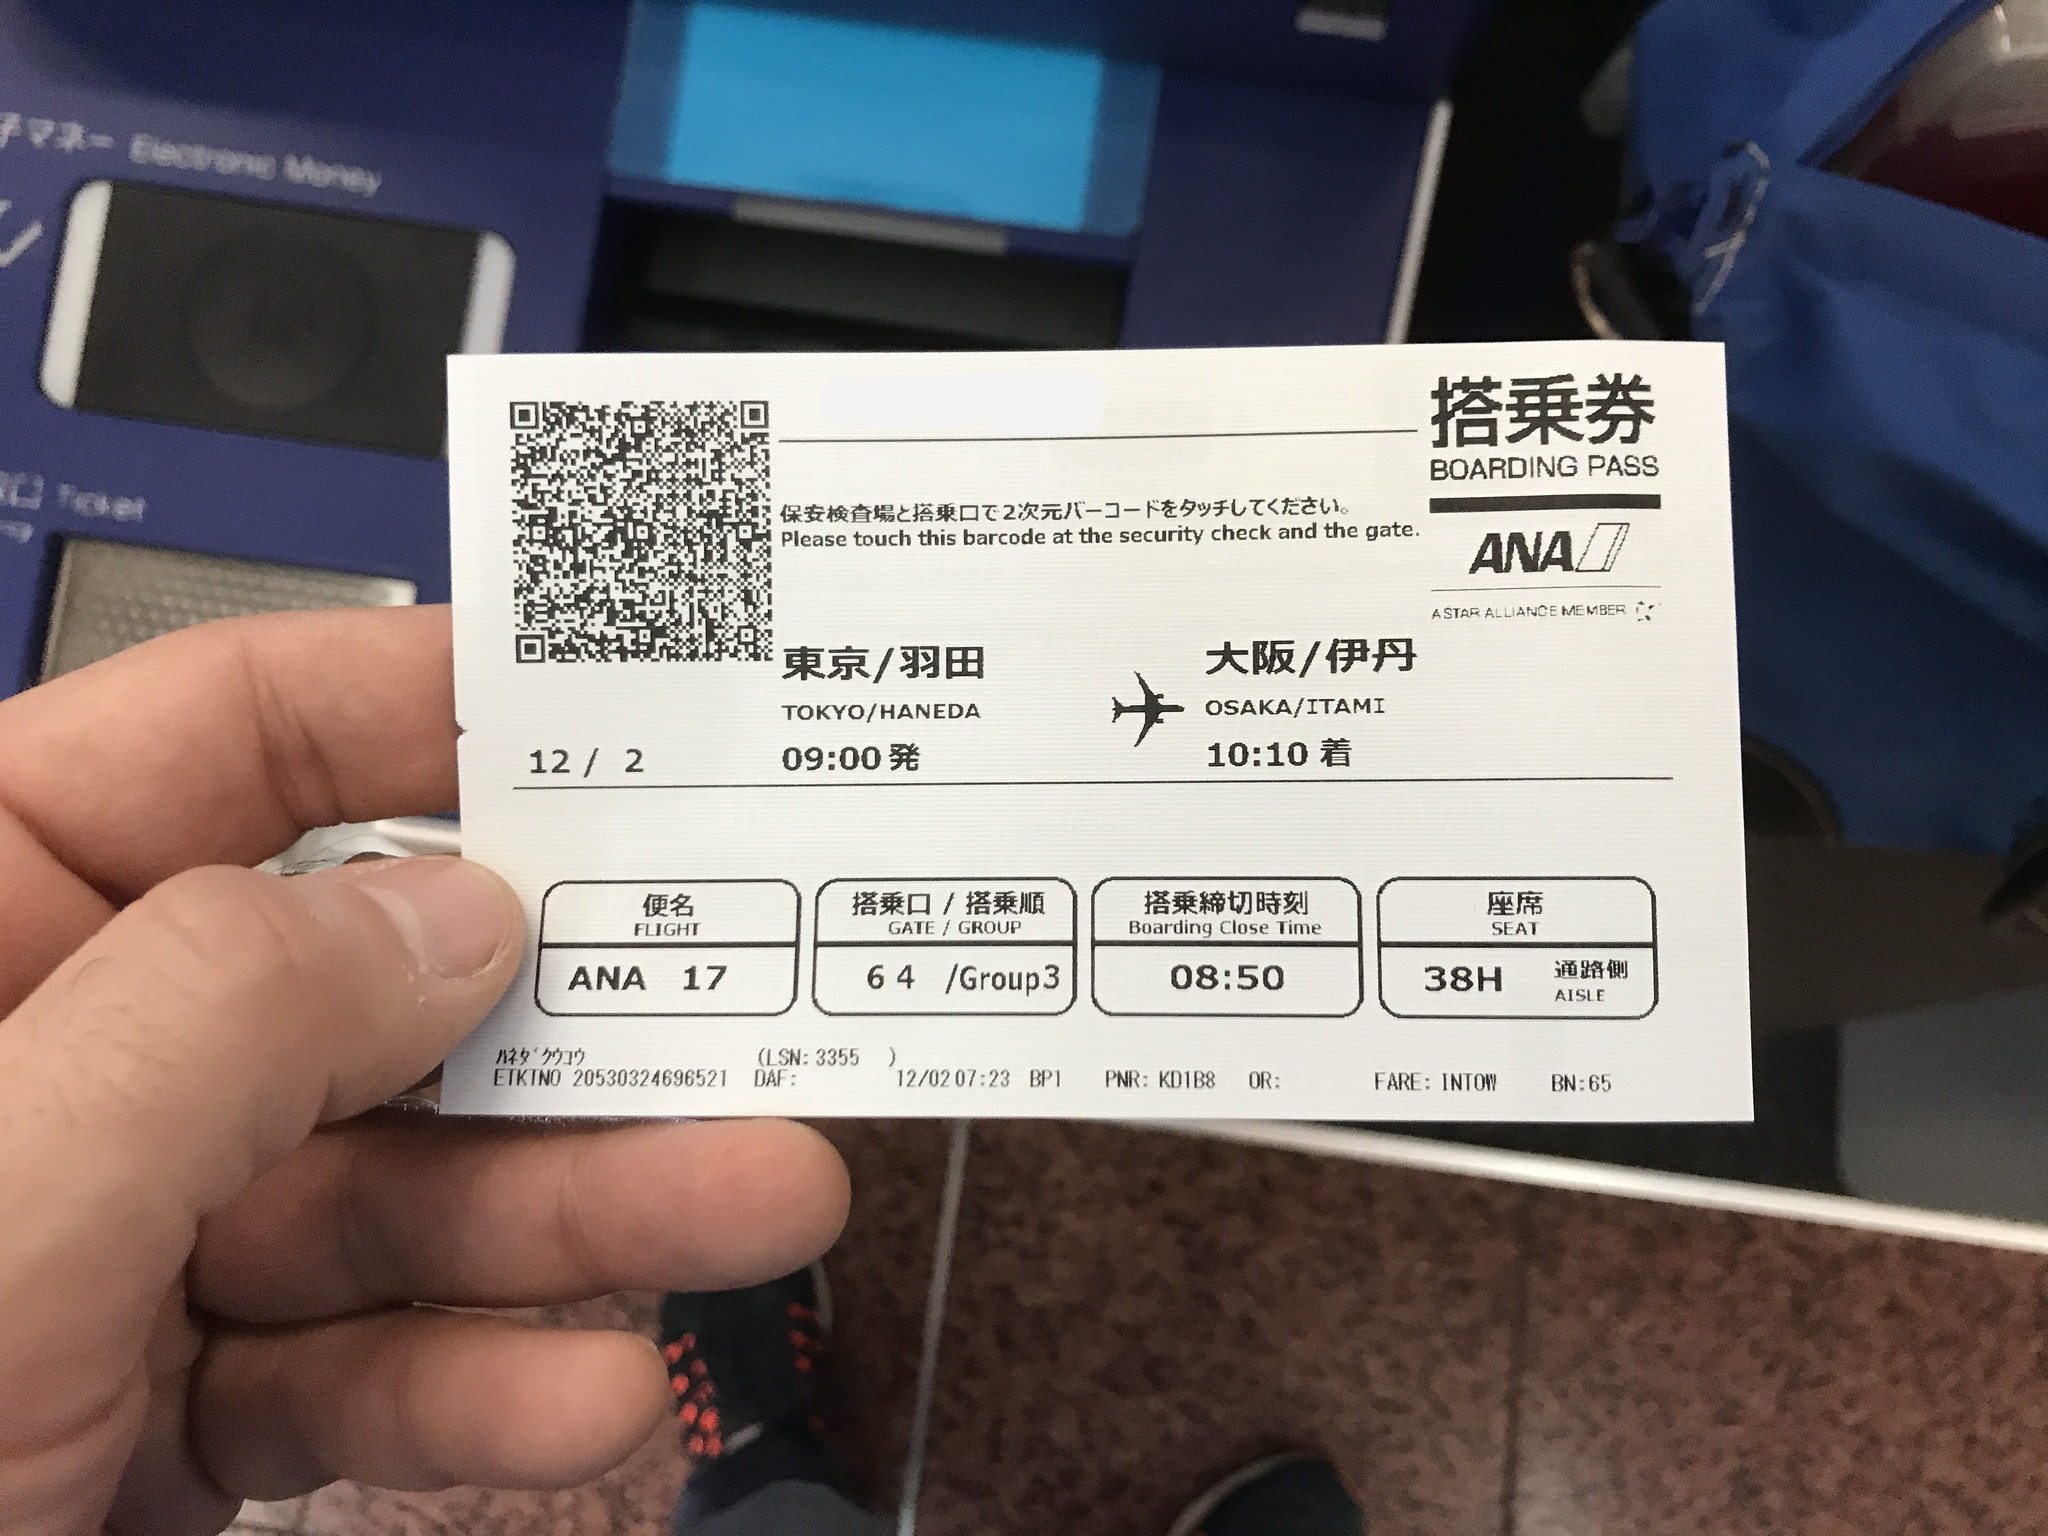 子マネー Electronic Money
Ticket
搭乗券
BOARDING PASS
保安検査場と搭乗口で2次元バーコードをタッチしてください。
Please touch this barcode at the security check and the gate.
ANA
A STAR ALLIANCE MEMBER
東京/羽田 大阪/伊丹
TOKYO/HANEDA OSAKA/ITAMI
12/ 2 09:00発 10:10着
便名 搭乗口 / 搭乗順 搭乗締切時刻 座席
FLIGHT GATE / GROUP Boarding Close Time SEAT
ANA 17 64 /Group3 08:50 38H 通路側
AISLE
ハネダクウコウ (LSN: 3355 )
ETKTNO 20530324696521 DAF: 12/02 07:23 BP1 PNR: KD1B8 OR: FARE: INTOW BN:65